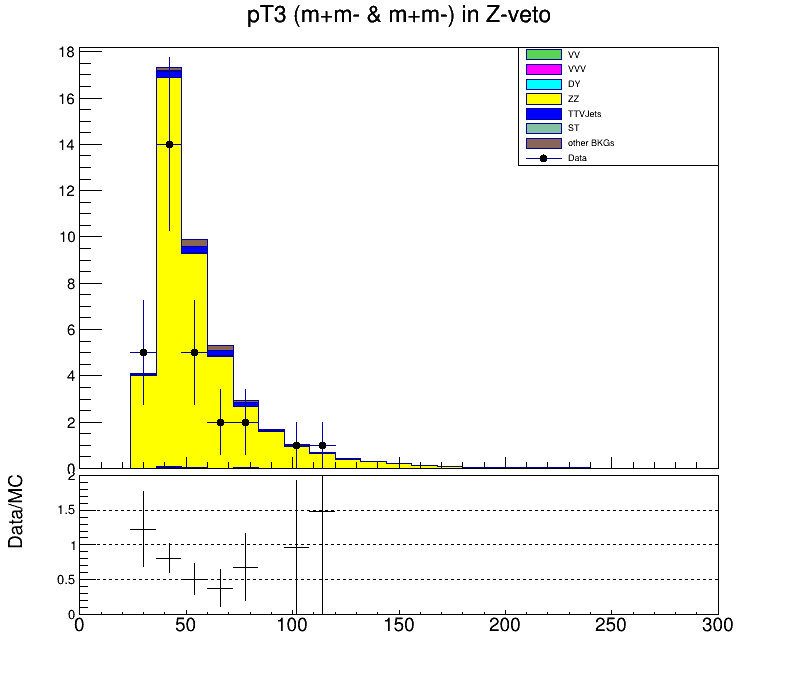 pT3 (m+m- & m+m-) in Z-veto
18
16
14
12
10
8
6
4
2
0
VV
VVV
DY
ZZ
TTVJets
ST
other BKGs
Data
Data/MC
2
1.5
1
0.5
0
0 50 100 150 200 250 300